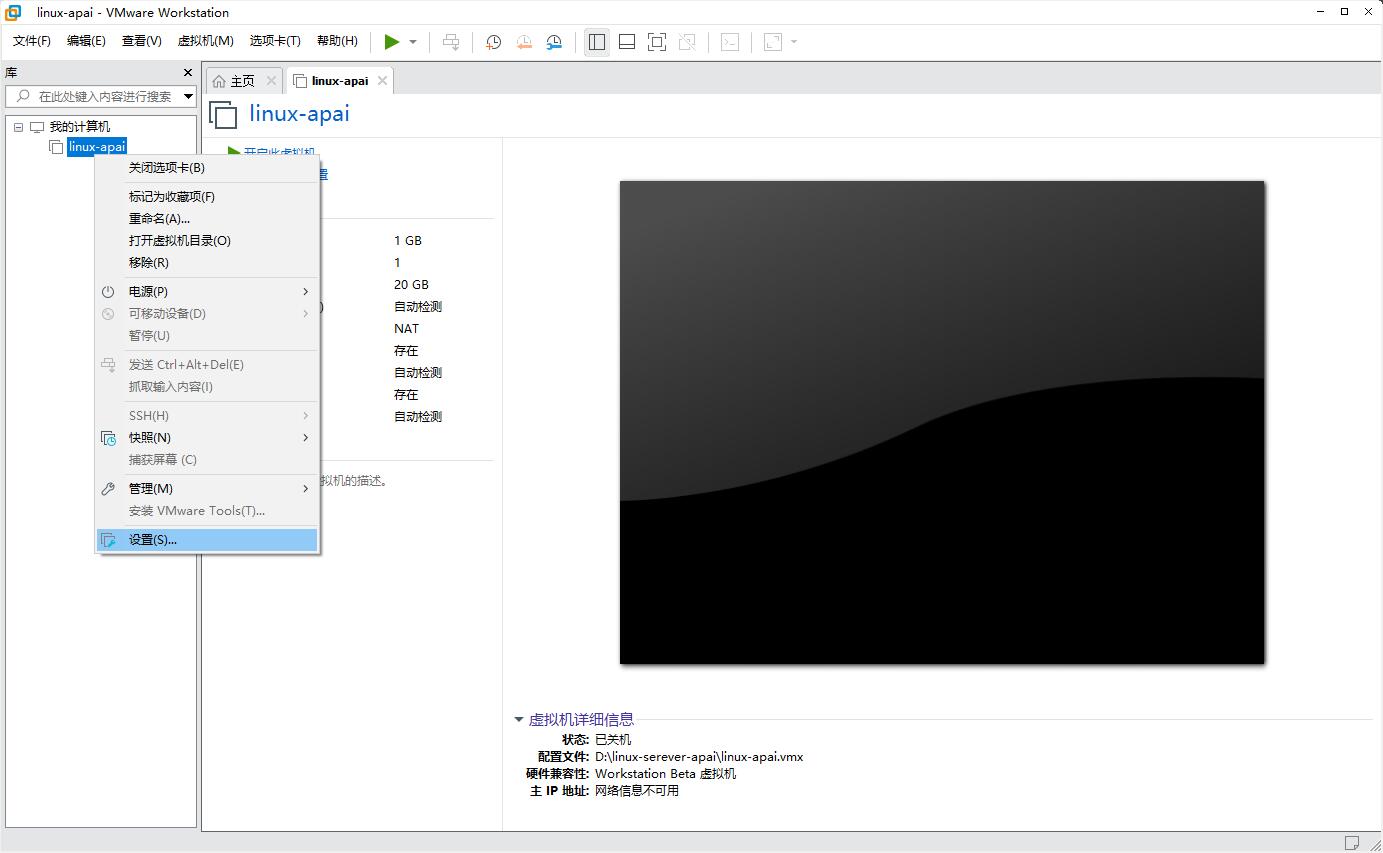 linux-apai - VMware Workstation
文件(F) 编辑(E) 查看(V) 虚拟机(M) 选项卡(T) 帮助(H)
库
在此处键入内容进行搜索
我的计算机
linux-apai
主页
linux-apai
linux-apai
开启此虚拟机
置
关闭选项卡(B)
标记为收藏项(F)
重命名(A)...
打开虚拟机目录(O)
移除(R)
电源(P)
可移动设备(D)
暂停(U)
发送 Ctrl+Alt+Del(E)
抓取输入内容(I)
SSH(H)
快照(N)
捕获屏幕 (C)
管理(M)
安装 VMware Tools(T)...
设置(S)...
1 GB
1
20 GB
) 自动检测
NAT
存在
自动检测
存在
自动检测
拟机的描述。
虚拟机详细信息
状态: 已关机
配置文件: D:\linux-serever-apai\linux-apai.vmx
硬件兼容性: Workstation Beta 虚拟机
主 IP 地址: 网络信息不可用